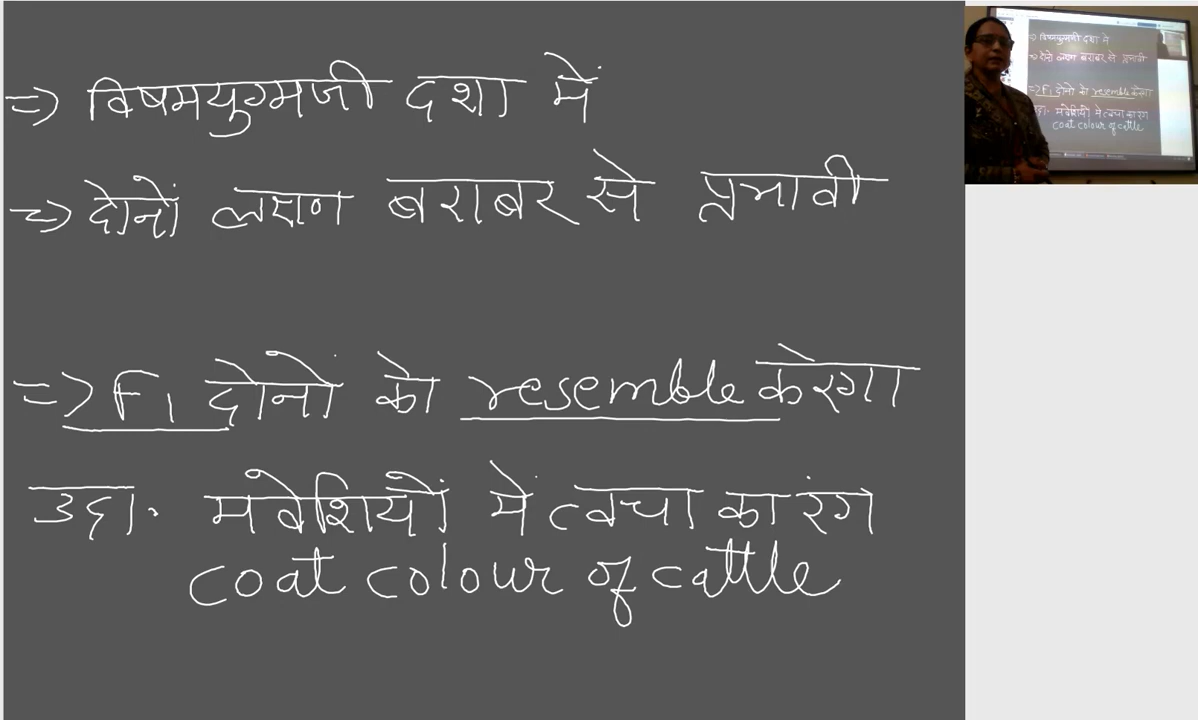 => विषमयुग्मजी दशा में
=> दोनों लक्षण बराबर से प्रभावी
=> F1 दोनों को resemble करेगा
उदा. मवेशियों में त्वचा का रंग
coat colour of cattle